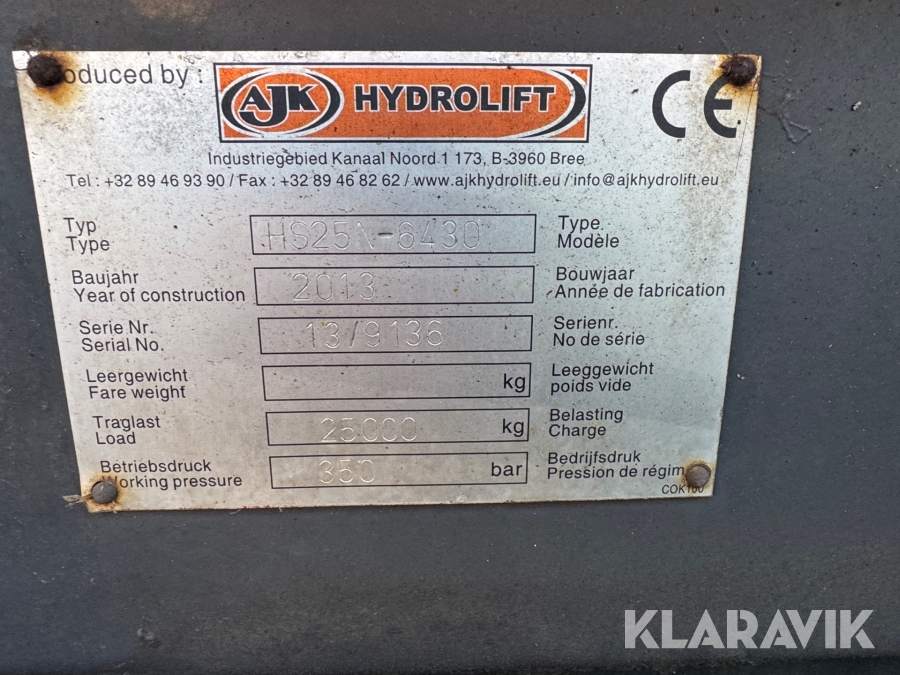 oduced by :
AJK HYDROLIFT
CE
Industriegebied Kanaal Noord 1 173, B-3960 Bree
Tel : +32 89 46 93 90 / Fax : +32 89 46 82 62 / www.ajkhydrolift.eu / info@ajkhydrolift.eu
Typ HS25N-6430 Type
Type Modèle
Baujahr 2013 Bouwjaar
Year of construction Année de fabrication
Serie Nr. 13/9136 Serienr.
Serial No. No de série
Leergewicht kg Leeggewicht
Fare weight poids vide
Traglast 25000 kg Belasting
Load Charge
Betriebsdruck 350 bar Bedrijfsdruk
Working pressure Pression de régim
COK100
KLARAVIK